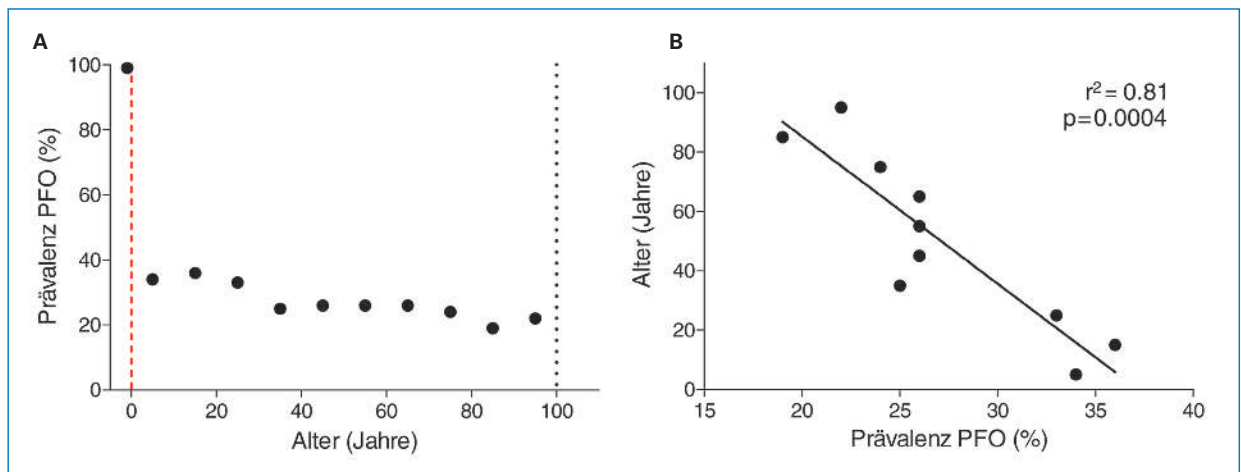 A
Prävalenz PFO (%)
100
80
60
40
20
0
0 20 40 60 80 100
Alter (Jahre)
B
r² = 0.81
p=0.0004
Alter (Jahre)
100
80
60
40
20
0
15 20 25 30 35 40
Prävalenz PFO (%)